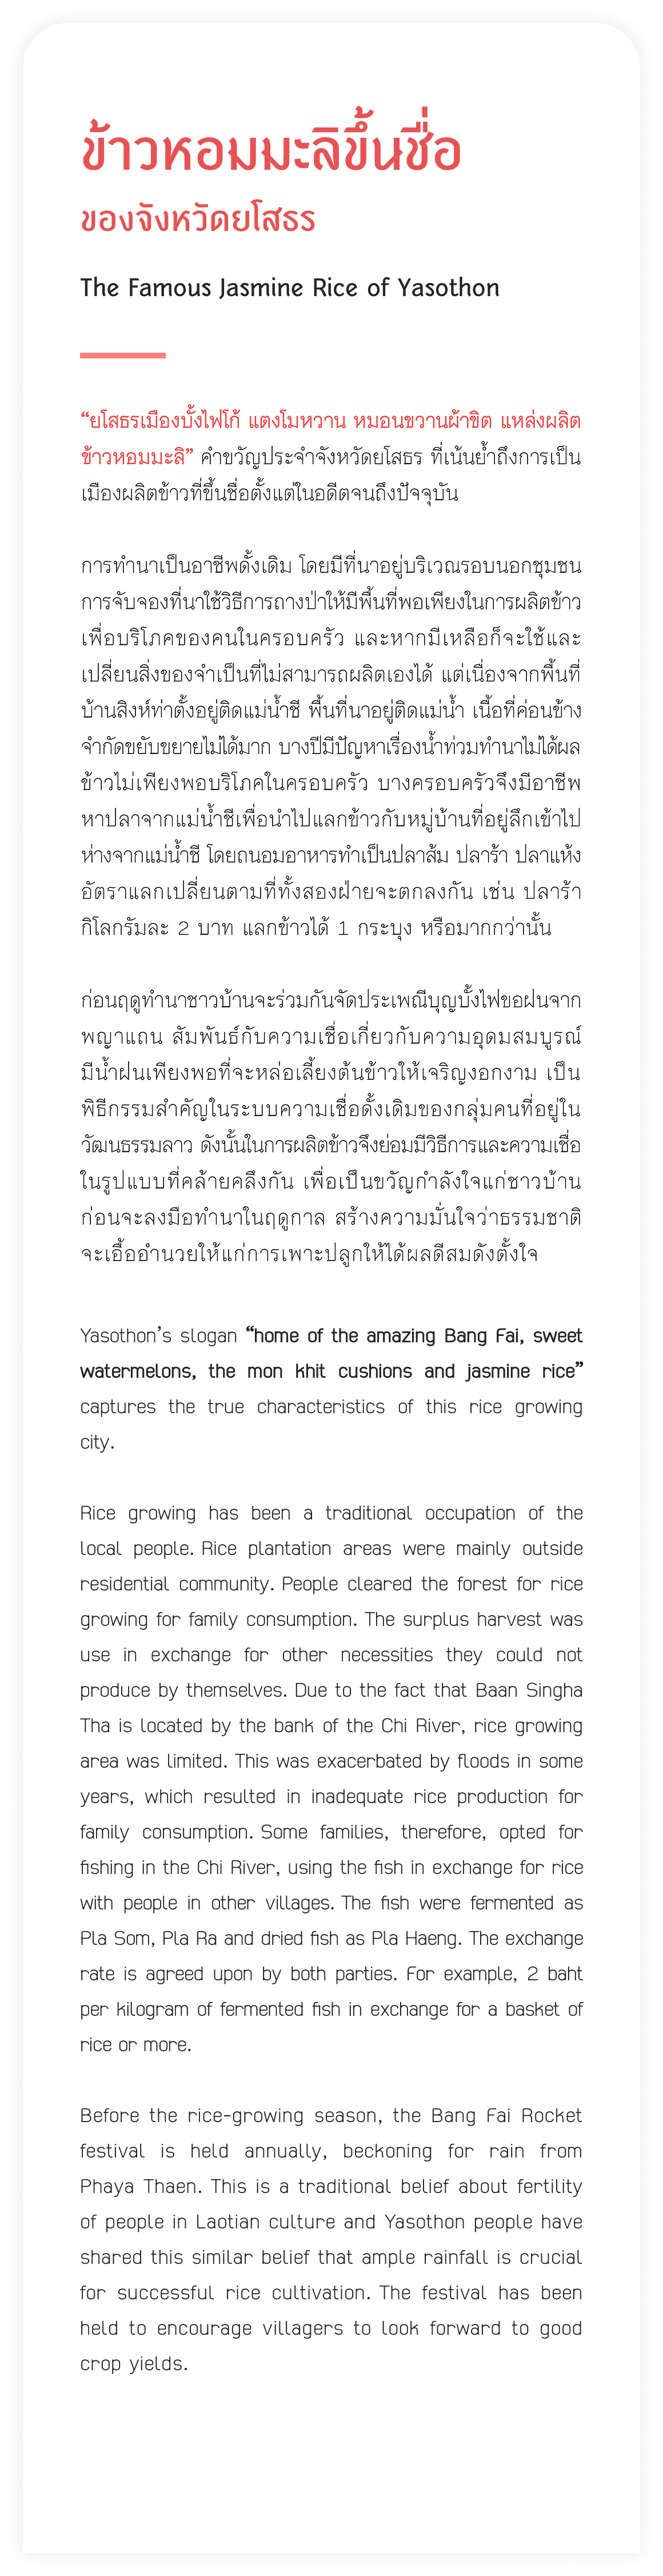 ข้าวหอมมะลิขึ้นชื่อ
ของจังหวัดยโสธร
The Famous Jasmine Rice of Yasothon
“ยโสธรเมืองบั้งไฟโก้ แตงโมหวาน หมอนขวานผ้าขิต แหล่งผลิต
ข้าวหอมมะลิ” คำขวัญประจำจังหวัดยโสธร ที่เน้นย้ำถึงการเป็น
เมืองผลิตข้าวที่ขึ้นชื่อตั้งแต่ในอดีตจนถึงปัจจุบัน
การทำนาเป็นอาชีพดั้งเดิม โดยมีที่นาอยู่บริเวณรอบนอกชุมชน
การจับจองที่นาใช้วิธีการถางป่าให้มีพื้นที่พอเพียงในการผลิตข้าว
เพื่อบริโภคของคนในครอบครัว และหากมีเหลือก็จะใช้และ
เปลี่ยนสิ่งของจำเป็นที่ไม่สามารถผลิตเองได้ แต่เนื่องจากพื้นที่
บ้านสิงห์ท่าตั้งอยู่ติดแม่น้ำชี พื้นที่นาอยู่ติดแม่น้ำ เนื้อที่ค่อนข้าง
จำกัดขยับขยายไม่ได้มาก บางปีมีปัญหาเรื่องน้ำท่วมทำนาไม่ได้ผล
ข้าวไม่เพียงพอบริโภคในครอบครัว บางครอบครัวจึงมีอาชีพ
หาปลาจากแม่น้ำชีเพื่อนำไปแลกข้าวกับหมู่บ้านที่อยู่ลึกเข้าไป
ห่างจากแม่น้ำชี โดยถนอมอาหารทำเป็นปลาส้ม ปลาร้า ปลาแห้ง
อัตราแลกเปลี่ยนตามที่ทั้งสองฝ่ายจะตกลงกัน เช่น ปลาร้า
กิโลกรัมละ 2 บาท แลกข้าวได้ 1 กระบุง หรือมากกว่านั้น
ก่อนฤดูทำนาชาวบ้านจะร่วมกันจัดประเพณีบุญบั้งไฟขอฝนจาก
พญาแถน สัมพันธ์กับความเชื่อเกี่ยวกับความอุดมสมบูรณ์
มีน้ำฝนเพียงพอที่จะหล่อเลี้ยงต้นข้าวให้เจริญงอกงาม เป็น
พิธีกรรมสำคัญในระบบความเชื่อดั้งเดิมของกลุ่มคนที่อยู่ใน
วัฒนธรรมลาว ดังนั้นในการผลิตข้าวจึงย่อมมีวิธีการและความเชื่อ
ในรูปแบบที่คล้ายคลึงกัน เพื่อเป็นขวัญกำลังใจแก่ชาวบ้าน
ก่อนจะลงมือทำนาในฤดูกาล สร้างความมั่นใจว่าธรรมชาติ
จะเอื้ออำนวยให้แก่การเพาะปลูกให้ได้ผลดีสมดังตั้งใจ
Yasothon’s slogan “home of the amazing Bang Fai, sweet
watermelons, the mon khit cushions and jasmine rice”
captures the true characteristics of this rice growing
city.
Rice growing has been a traditional occupation of the
local people. Rice plantation areas were mainly outside
residential community. People cleared the forest for rice
growing for family consumption. The surplus harvest was
use in exchange for other necessities they could not
produce by themselves. Due to the fact that Baan Singha
Tha is located by the bank of the Chi River, rice growing
area was limited. This was exacerbated by floods in some
years, which resulted in inadequate rice production for
family consumption. Some families, therefore, opted for
fishing in the Chi River, using the fish in exchange for rice
with people in other villages. The fish were fermented as
Pla Som, Pla Ra and dried fish as Pla Haeng. The exchange
rate is agreed upon by both parties. For example, 2 baht
per kilogram of fermented fish in exchange for a basket of
rice or more.
Before the rice-growing season, the Bang Fai Rocket
festival is held annually, beckoning for rain from
Phaya Thaen. This is a traditional belief about fertility
of people in Laotian culture and Yasothon people have
shared this similar belief that ample rainfall is crucial
for successful rice cultivation. The festival has been
held to encourage villagers to look forward to good
crop yields.